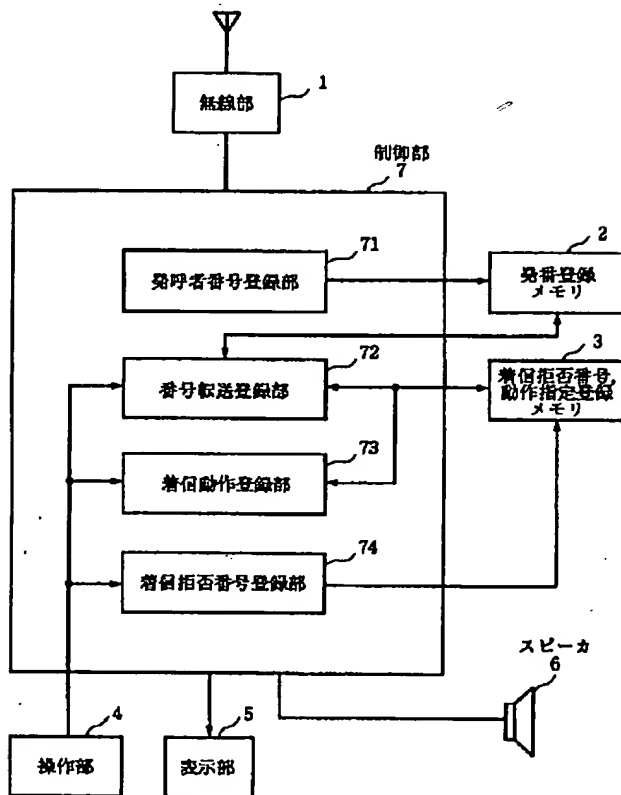 1
無線部
制御部
7
71
発呼者番号登録部
2
発番登録
メモリ
72
番号転送登録部
3
着信拒否番号,
動作指定登録
メモリ
73
着信動作登録部
74
着信拒否番号登録部
スピーカ
6
4
操作部
5
表示部